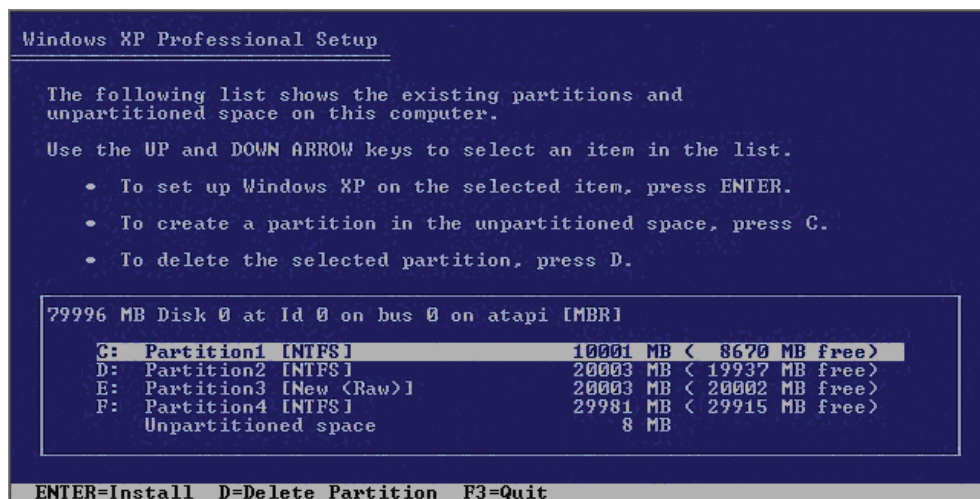 Windows XP Professional Setup
The following list shows the existing partitions and
unpartitioned space on this computer.
Use the UP and DOWN ARROW keys to select an item in the list.
• To set up Windows XP on the selected item, press ENTER.
• To create a partition in the unpartitioned space, press C.
• To delete the selected partition, press D.
79996 MB Disk 0 at Id 0 on bus 0 on atapi [MBR]
C: Partition1 [NTFS] 10001 MB ( 8670 MB free)
D: Partition2 [NTFS] 20003 MB ( 19937 MB free)
E: Partition3 [New (Raw)] 20003 MB ( 20002 MB free)
F: Partition4 [NTFS] 29981 MB ( 29915 MB free)
Unpartitioned space 8 MB
ENTER=Install D=Delete Partition F3=Quit